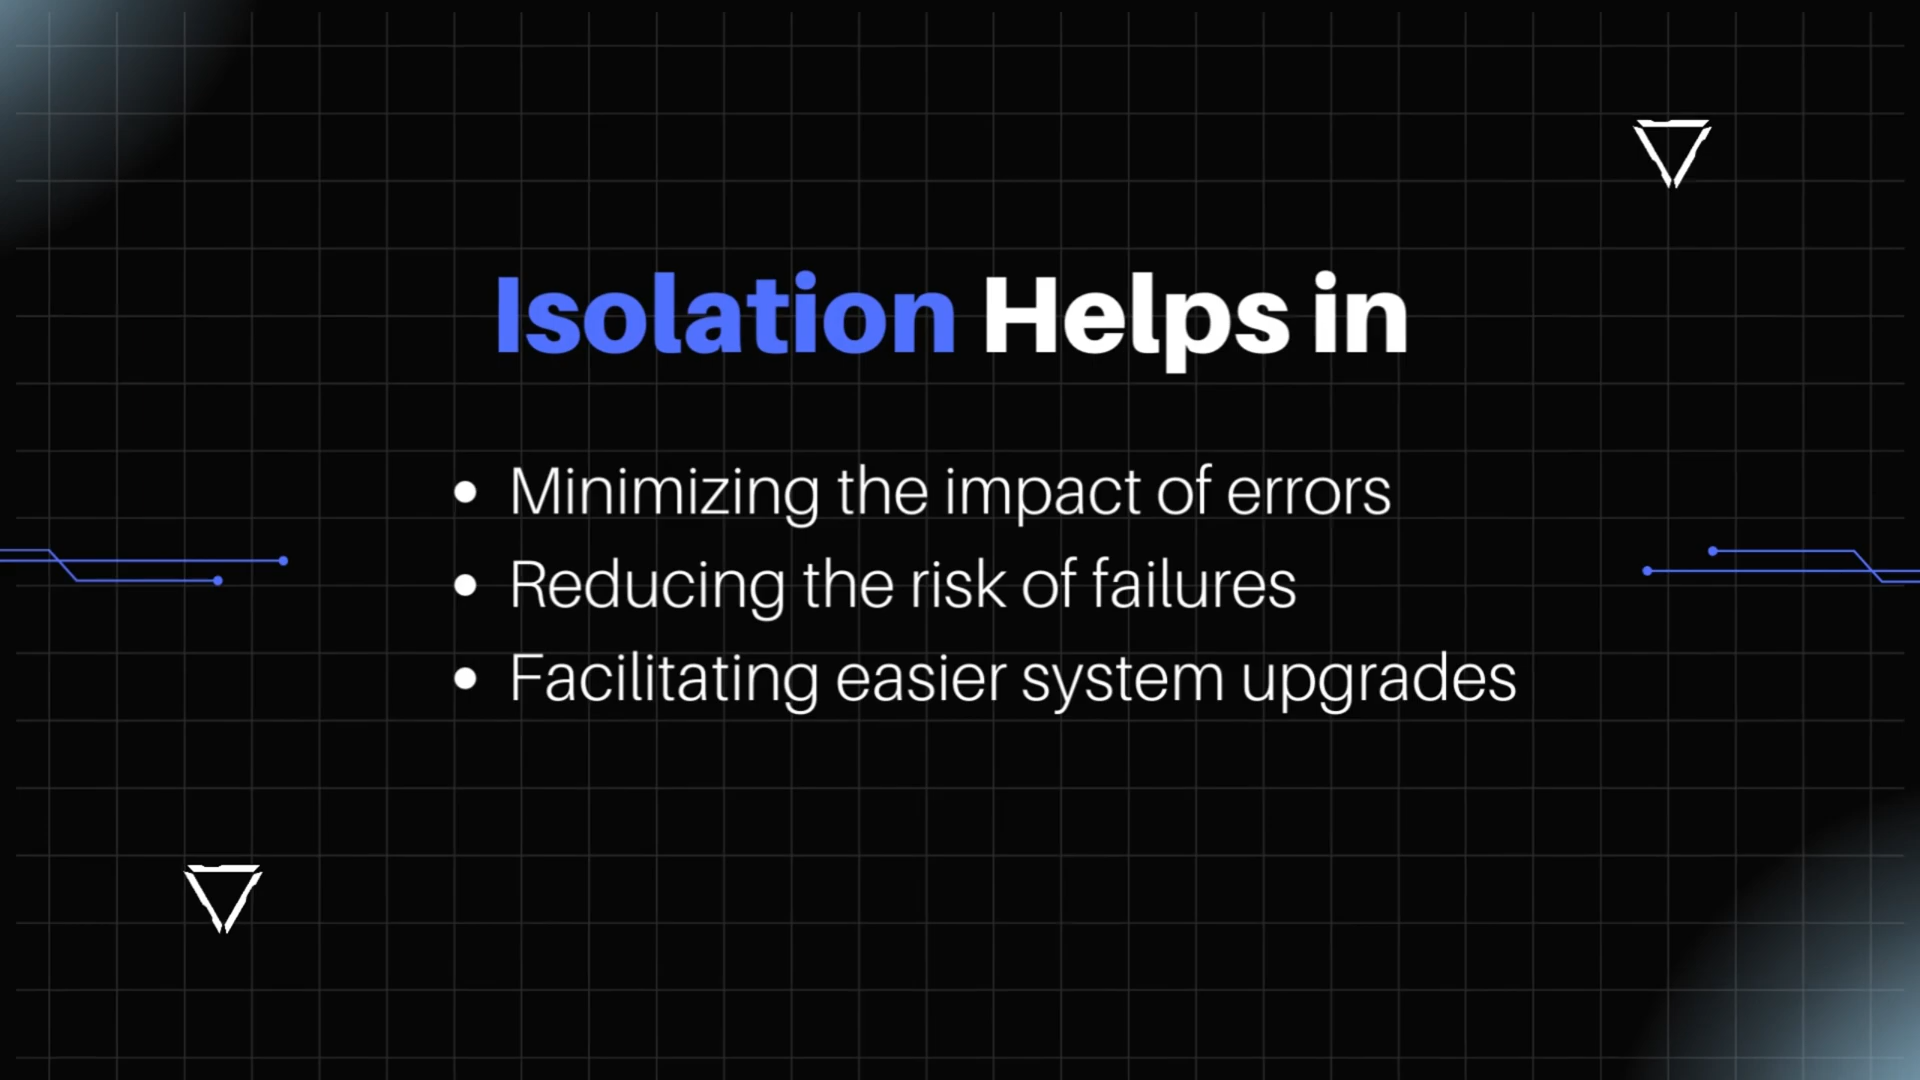 Isolation Helps in
• Minimizing the impact of errors
• Reducing the risk of failures
• Facilitating easier system upgrades